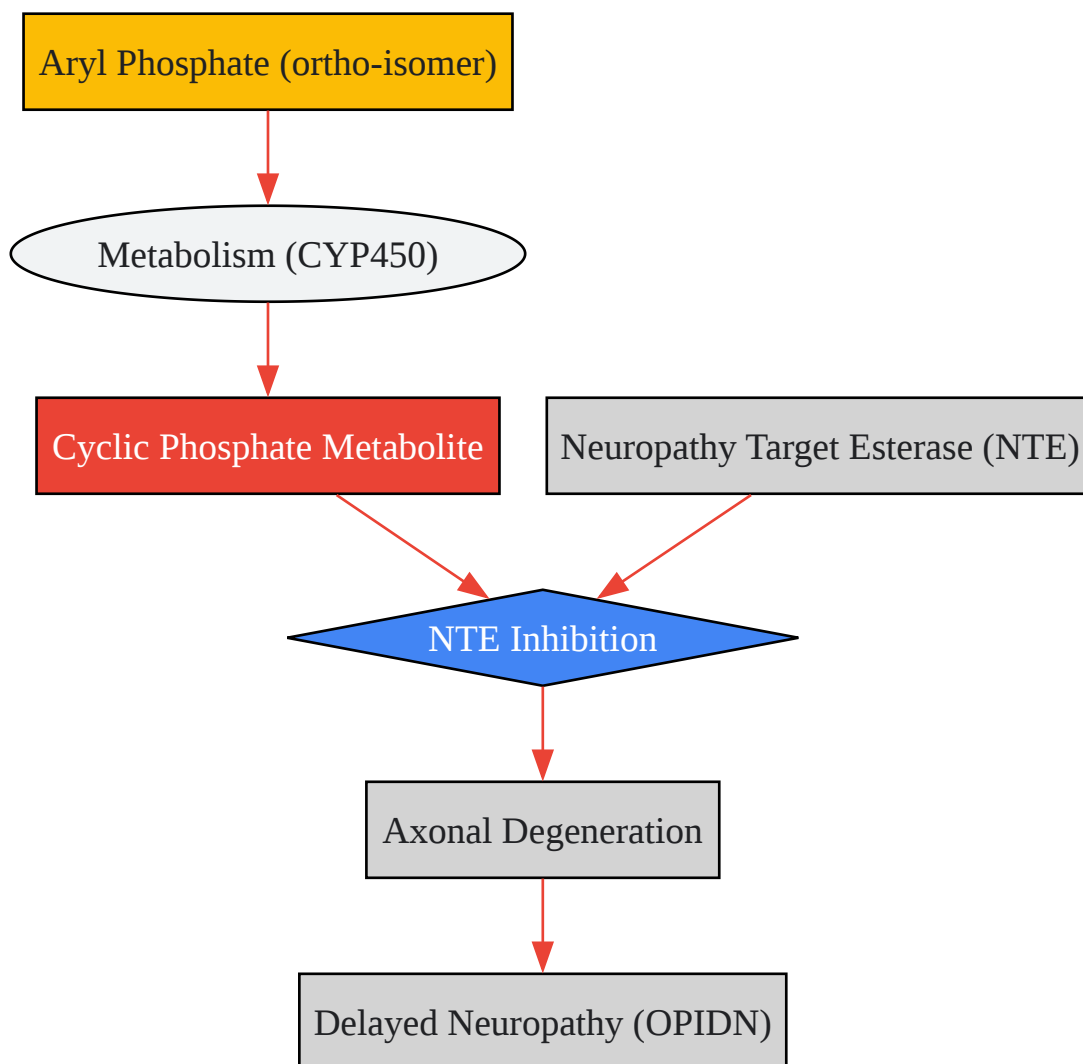 Aryl Phosphate (ortho-isomer)
Metabolism (CYP450)
Cyclic Phosphate Metabolite
Neuropathy Target Esterase (NTE)
NTE Inhibition
Axonal Degeneration
Delayed Neuropathy (OPIDN)